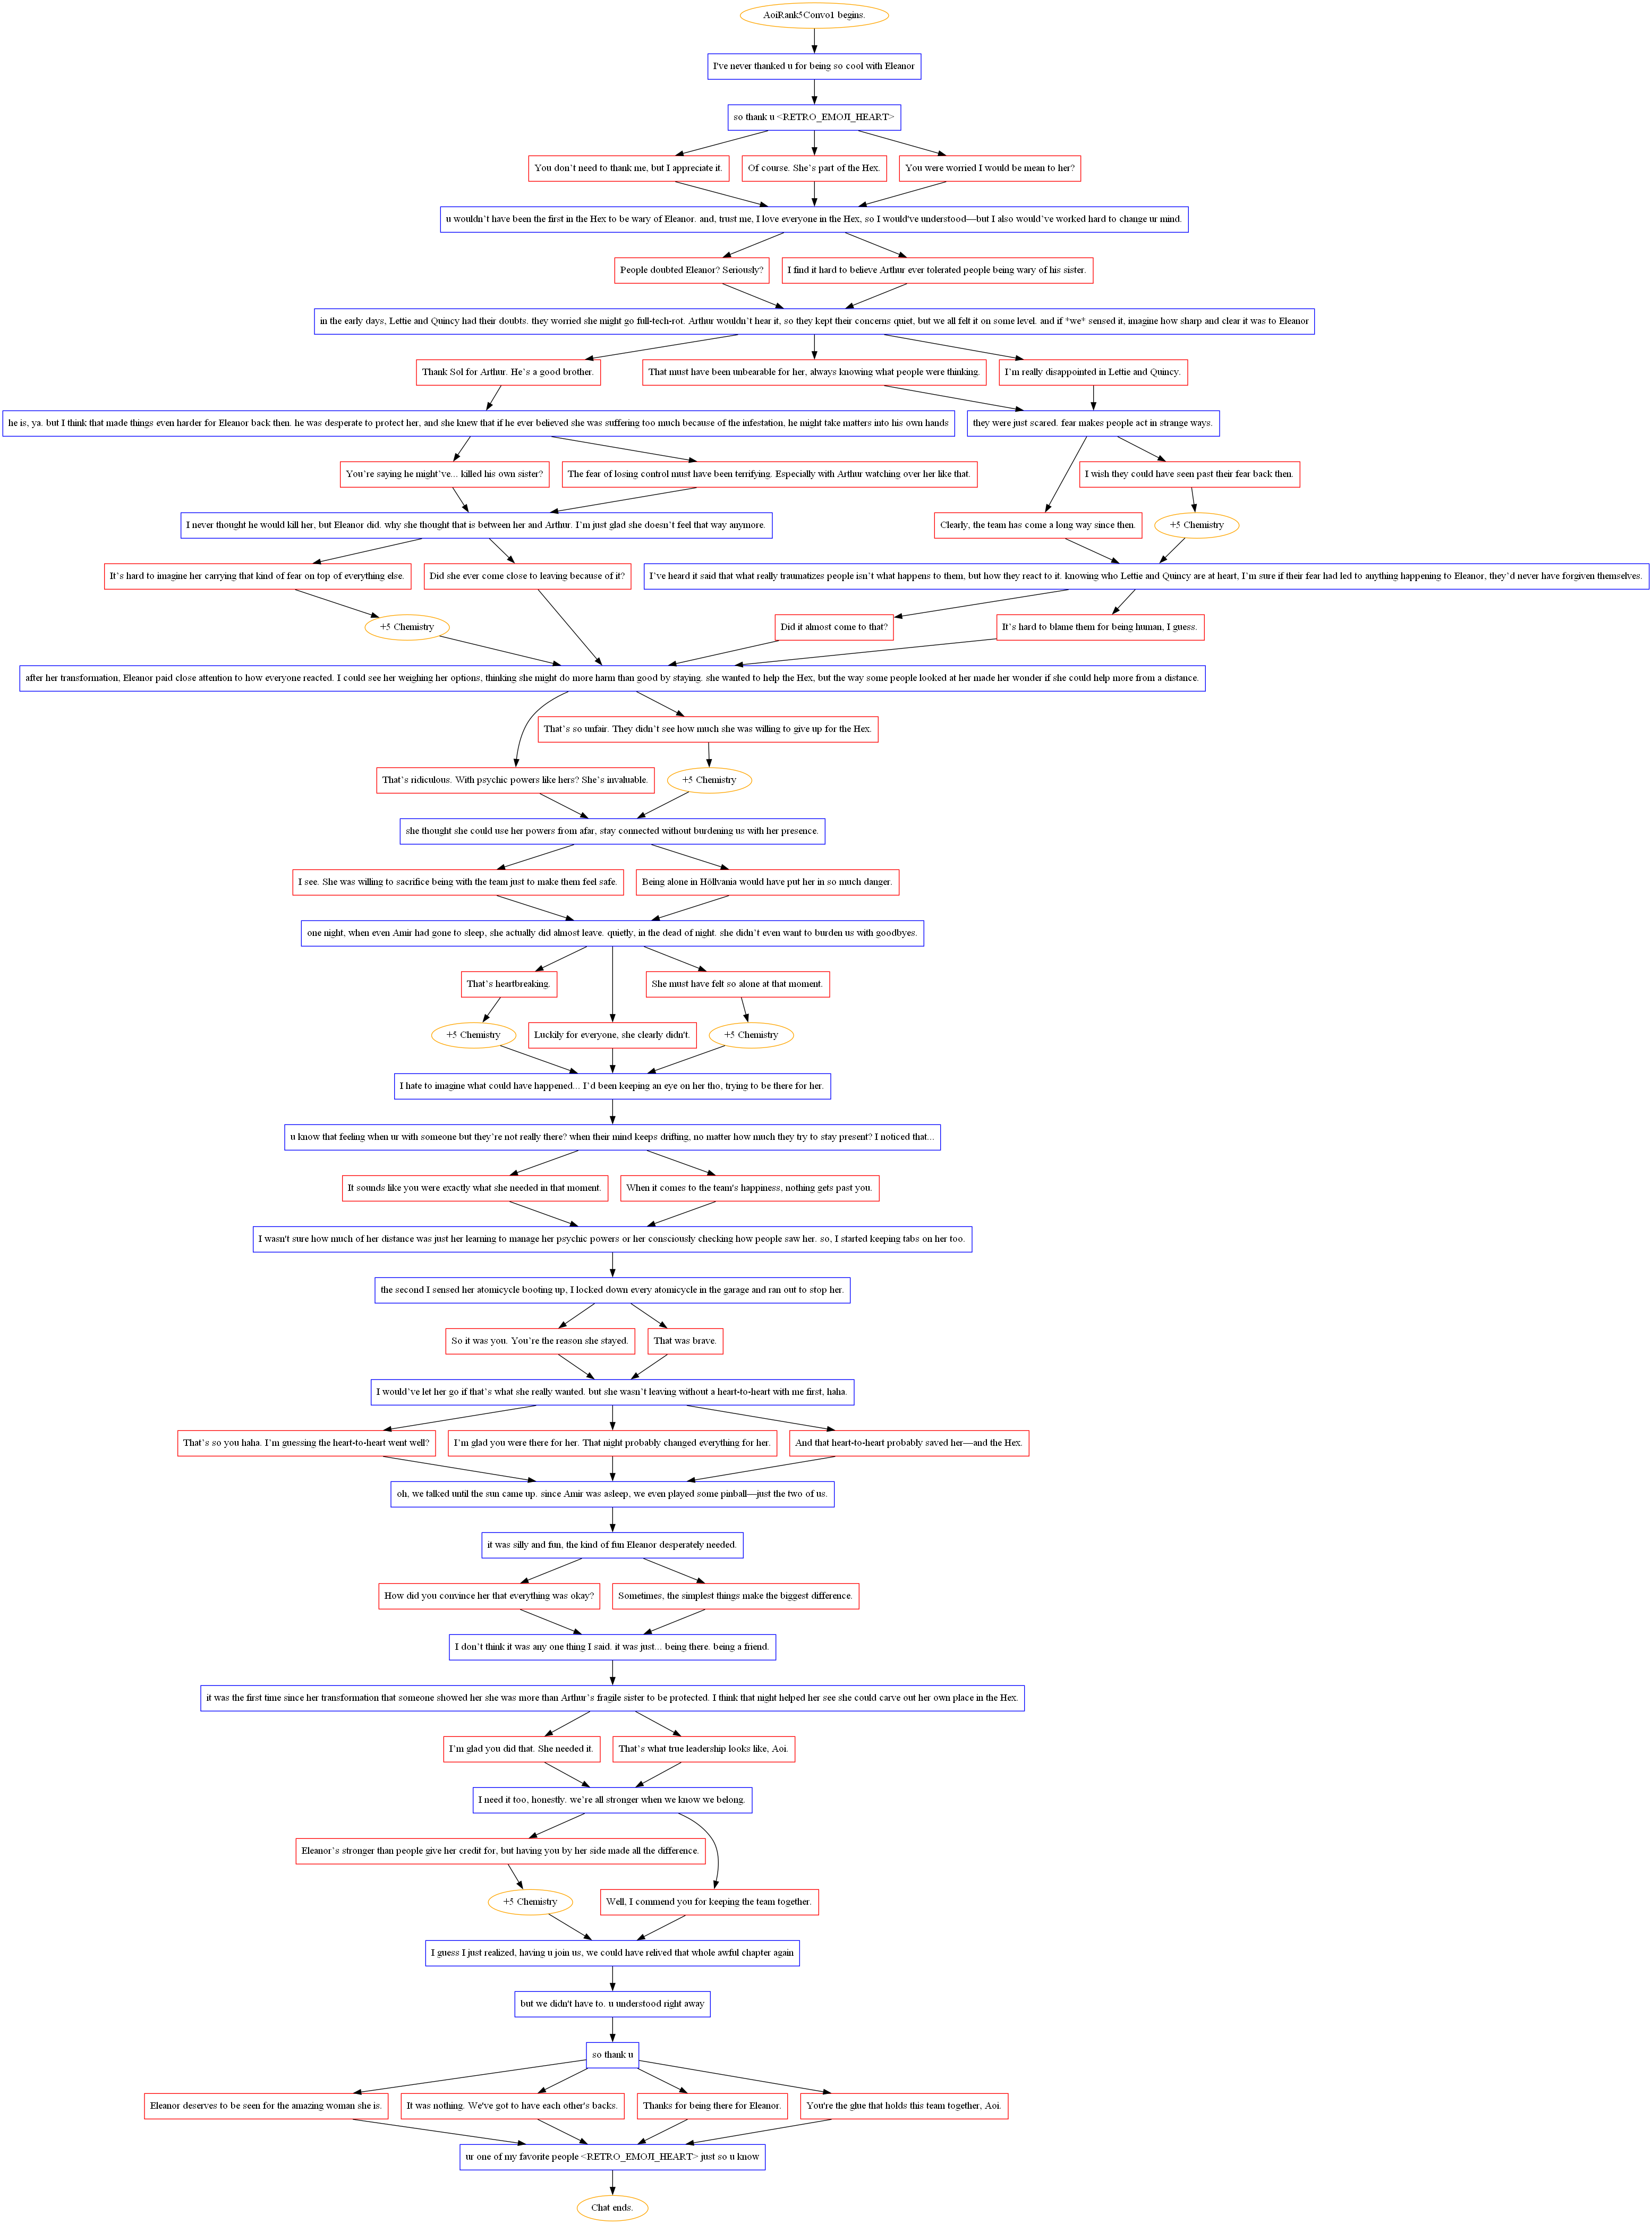 AoiRank5Convo1 begins.
I've never thanked u for being so cool with Eleanor
so thank u <RETRO_EMOJI_HEART>
You don't need to thank me, but I appreciate it.
Of course. She's part of the Hex.
You were worried I would be mean to her?
u wouldn't have been the first in the Hex to be wary of Eleanor. and, trust me, I love everyone in the Hex, so I would've understood—but I also would've worked hard to change ur mind.
People doubted Eleanor? Seriously?
I find it hard to believe Arthur ever tolerated people being wary of his sister.
in the early days, Lettie and Quincy had their doubts. they worried she might go full-tech-rot. Arthur wouldn't hear it, so they kept their concerns quiet, but we all felt it on some level. and if *we* sensed it, imagine how sharp and clear it was to Eleanor
Thank Sol for Arthur. He's a good brother.
That must have been unbearable for her, always knowing what people were thinking.
I'm really disappointed in Lettie and Quincy.
he is, ya. but I think that made things even harder for Eleanor back then. he was desperate to protect her, and she knew that if he ever believed she was suffering too much because of the infestation, he might take matters into his own hands
they were just scared. fear makes people act in strange ways.
You're saying he might've... killed his own sister?
The fear of losing control must have been terrifying. Especially with Arthur watching over her like that.
I wish they could have seen past their fear back then.
I never thought he would kill her, but Eleanor did. why she thought that is between her and Arthur. I'm just glad she doesn't feel that way anymore.
Clearly, the team has come a long way since then.
+5 Chemistry
It's hard to imagine her carrying that kind of fear on top of everything else.
Did she ever come close to leaving because of it?
I've heard it said that what really traumatizes people isn't what happens to them, but how they react to it. knowing who Lettie and Quincy are at heart, I'm sure if their fear had led to anything happening to Eleanor, they'd never have forgiven themselves.
+5 Chemistry
Did it almost come to that?
It's hard to blame them for being human, I guess.
after her transformation, Eleanor paid close attention to how everyone reacted. I could see her weighing her options, thinking she might do more harm than good by staying. she wanted to help the Hex, but the way some people looked at her made her wonder if she could help more from a distance.
That's so unfair. They didn't see how much she was willing to give up for the Hex.
That's ridiculous. With psychic powers like hers? She's invaluable.
+5 Chemistry
she thought she could use her powers from afar, stay connected without burdening us with her presence.
I see. She was willing to sacrifice being with the team just to make them feel safe.
Being alone in Höllvania would have put her in so much danger.
one night, when even Amir had gone to sleep, she actually did almost leave. quietly, in the dead of night. she didn't even want to burden us with goodbyes.
That's heartbreaking.
She must have felt so alone at that moment.
+5 Chemistry
Luckily for everyone, she clearly didn't.
+5 Chemistry
I hate to imagine what could have happened... I'd been keeping an eye on her tho, trying to be there for her.
u know that feeling when ur with someone but they're not really there? when their mind keeps drifting, no matter how much they try to stay present? I noticed that...
It sounds like you were exactly what she needed in that moment.
When it comes to the team's happiness, nothing gets past you.
I wasn't sure how much of her distance was just her learning to manage her psychic powers or her consciously checking how people saw her. so, I started keeping tabs on her too.
the second I sensed her atomicycle booting up, I locked down every atomicycle in the garage and ran out to stop her.
So it was you. You're the reason she stayed.
That was brave.
I would've let her go if that's what she really wanted. but she wasn't leaving without a heart-to-heart with me first, haha.
That's so you haha. I'm guessing the heart-to-heart went well?
I'm glad you were there for her. That night probably changed everything for her.
And that heart-to-heart probably saved her—and the Hex.
oh, we talked until the sun came up. since Amir was asleep, we even played some pinball—just the two of us.
it was silly and fun, the kind of fun Eleanor desperately needed.
How did you convince her that everything was okay?
Sometimes, the simplest things make the biggest difference.
I don't think it was any one thing I said. it was just... being there. being a friend.
it was the first time since her transformation that someone showed her she was more than Arthur's fragile sister to be protected. I think that night helped her see she could carve out her own place in the Hex.
I'm glad you did that. She needed it.
That's what true leadership looks like, Aoi.
I need it too, honestly. we're all stronger when we know we belong.
Eleanor's stronger than people give her credit for, but having you by her side made all the difference.
+5 Chemistry
Well, I commend you for keeping the team together.
I guess I just realized, having u join us, we could have relived that whole awful chapter again
but we didn't have to. u understood right away
so thank u
Eleanor deserves to be seen for the amazing woman she is.
It was nothing. We've got to have each other's backs.
Thanks for being there for Eleanor.
You're the glue that holds this team together, Aoi.
ur one of my favorite people <RETRO_EMOJI_HEART> just so u know
Chat ends.